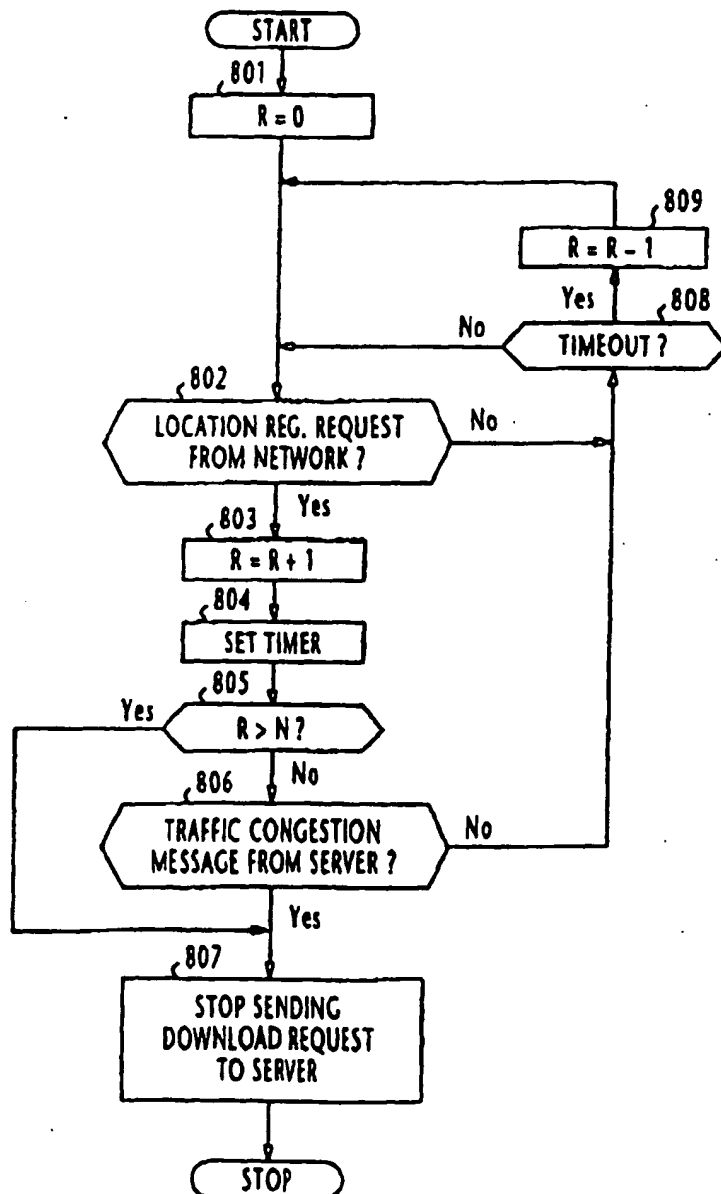 START
801
R = 0
809
R = R - 1
Yes
808
No
TIMEOUT ?
802
LOCATION REG. REQUEST
FROM NETWORK ?
No
Yes
803
R = R + 1
804
SET TIMER
805
Yes
R > N ?
No
806
TRAFFIC CONGESTION
MESSAGE FROM SERVER ?
No
Yes
807
STOP SENDING
DOWNLOAD REQUEST
TO SERVER
STOP